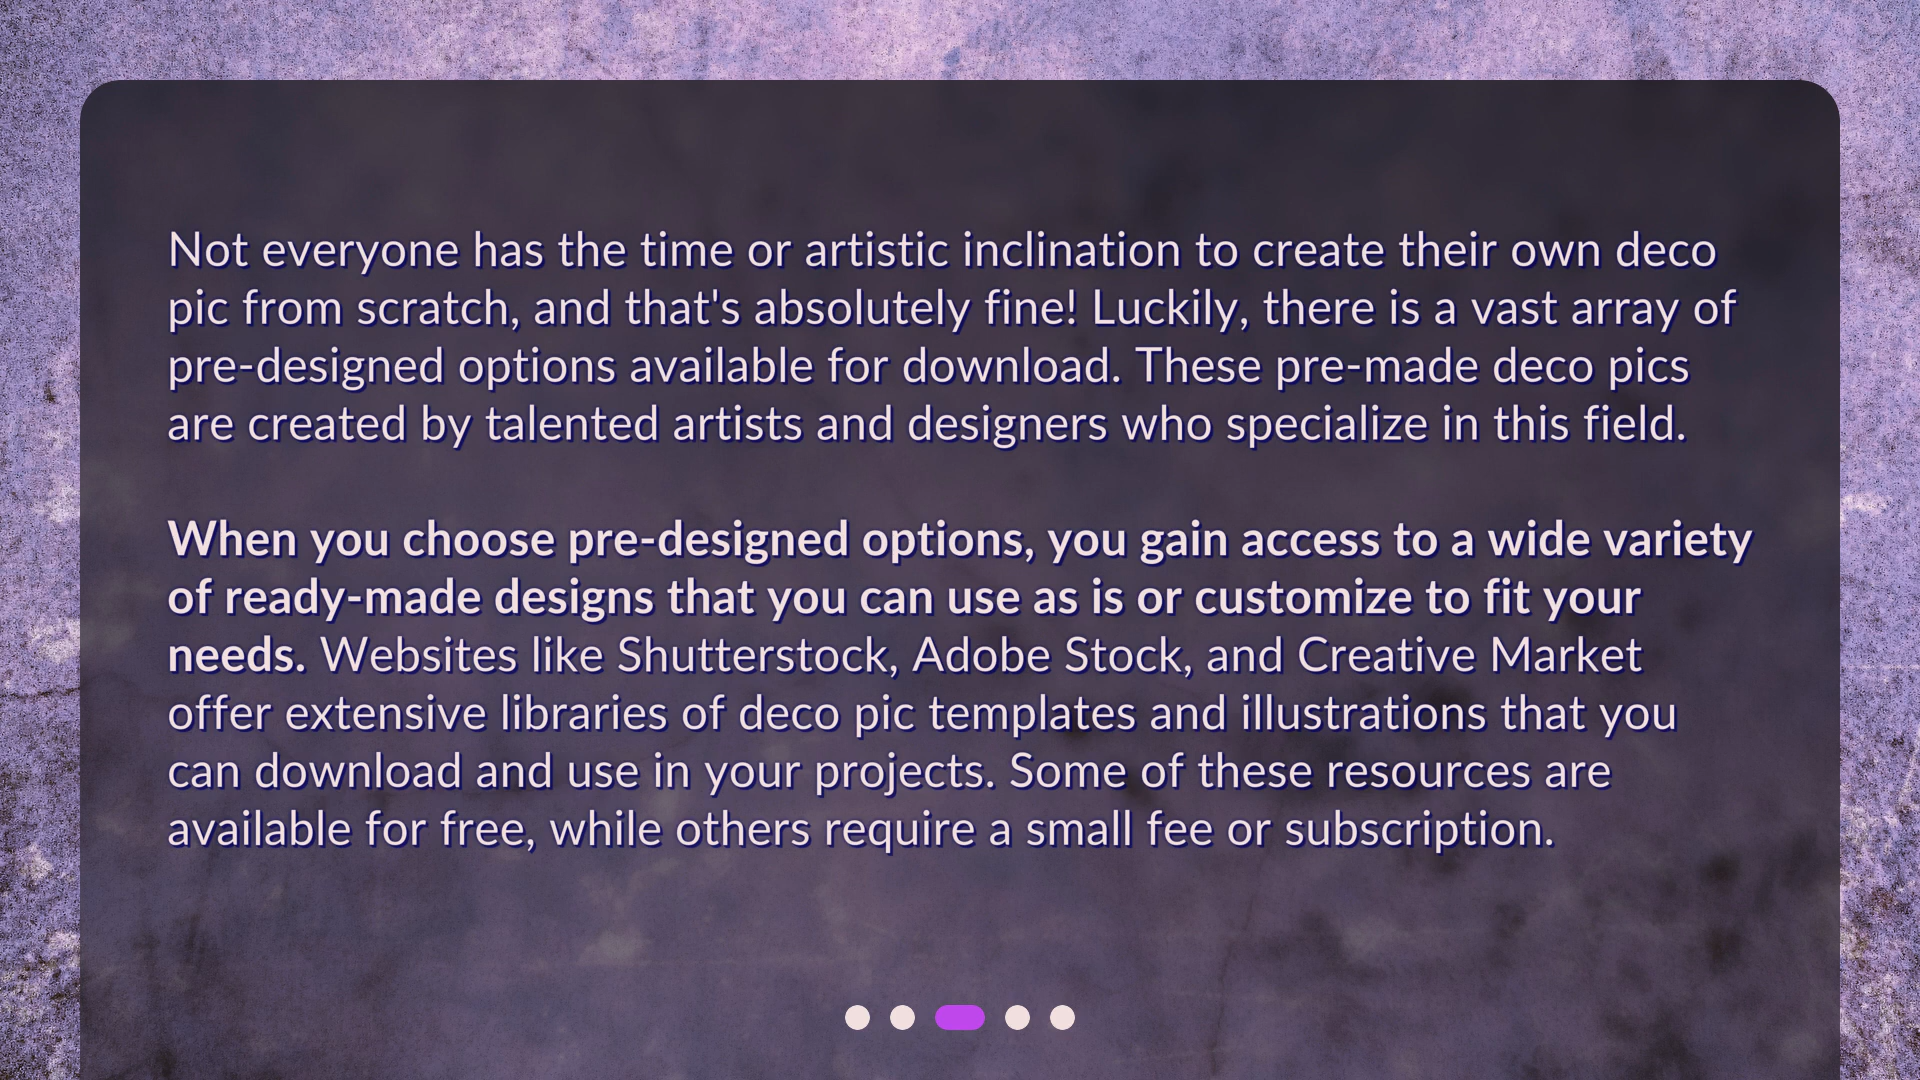 Not everyone has the time or artistic inclination to create their own deco
pic from scratch, and that's absolutely fine! Luckily, there is a vast array of
pre-designed options available for download. These pre-made deco pics
are created by talented artists and designers who specialize in this field.
When you choose pre-designed options, you gain access to a wide variety
of ready-made designs that you can use as is or customize to fit your
needs. Websites like Shutterstock, Adobe Stock, and Creative Market
offer extensive libraries of deco pic templates and illustrations that you
can download and use in your projects. Some of these resources are
available for free, while others require a small fee or subscription.